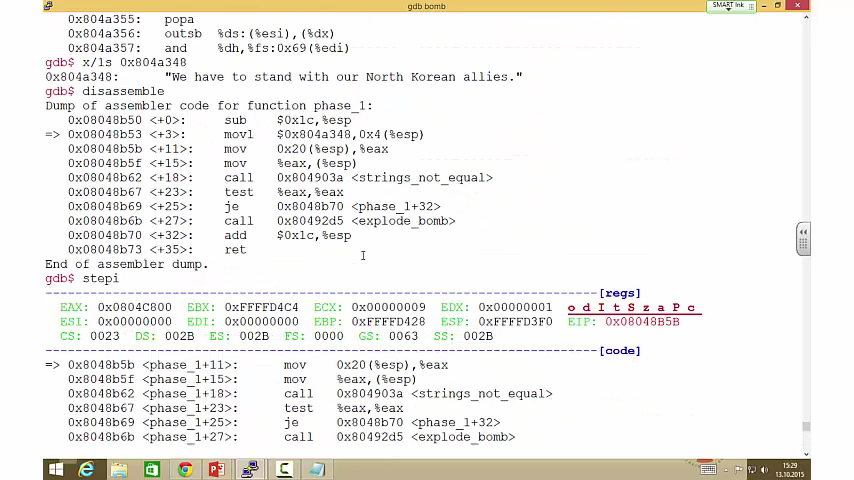 gdb bomb
SMART Ink
0x804a355: popa
0x804a356: outsb %ds:(%esi),(%dx)
0x804a357: and %dh,%fs:0x69(%edi)
gdb$ x/1s 0x804a348
0x804a348: "We have to stand with our North Korean allies."
gdb$ disassemble
Dump of assembler code for function phase_1:
0x08048b50 <+0>: sub $0x1c,%esp
=> 0x08048b53 <+3>: movl $0x804a348,0x4(%esp)
0x08048b5b <+11>: mov 0x20(%esp),%eax
0x08048b5f <+15>: mov %eax,(%esp)
0x08048b62 <+18>: call 0x804903a <strings_not_equal>
0x08048b67 <+23>: test %eax,%eax
0x08048b69 <+25>: je 0x8048b70 <phase_1+32>
0x08048b6b <+27>: call 0x80492d5 <explode_bomb>
0x08048b70 <+32>: add $0x1c,%esp
0x08048b73 <+35>: ret
End of assembler dump.
gdb$ stepi
-----------------------------------------------------------------------------[regs]
EAX: 0x0804C800 EBX: 0xFFFFD4C4 ECX: 0x00000009 EDX: 0x00000001 o d I t S z a P c
ESI: 0x00000000 EDI: 0x00000000 EBP: 0xFFFFD428 ESP: 0xFFFFD3F0 EIP: 0x08048B5B
CS: 0023 DS: 002B ES: 002B FS: 0000 GS: 0063 SS: 002B
-----------------------------------------------------------------------------[code]
=> 0x8048b5b <phase_1+11>: mov 0x20(%esp),%eax
0x8048b5f <phase_1+15>: mov %eax,(%esp)
0x8048b62 <phase_1+18>: call 0x804903a <strings_not_equal>
0x8048b67 <phase_1+23>: test %eax,%eax
0x8048b69 <phase_1+25>: je 0x8048b70 <phase_1+32>
0x8048b6b <phase_1+27>: call 0x80492d5 <explode_bomb>
15:29
13.10.2015